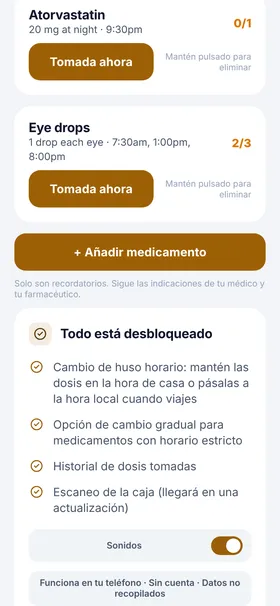 Atorvastatin
20 mg at night · 9:30pm
0/1
Tomada ahora
Mantén pulsado para
eliminar
Eye drops
1 drop each eye · 7:30am, 1:00pm,
8:00pm
2/3
Tomada ahora
Mantén pulsado para
eliminar
+ Añadir medicamento
Solo son recordatorios. Sigue las indicaciones de tu médico y
tu farmacéutico.
Todo está desbloqueado
Cambio de huso horario: mantén las
dosis en la hora de casa o pásalas a
la hora local cuando viajes
Opción de cambio gradual para
medicamentos con horario estricto
Historial de dosis tomadas
Escaneo de la caja (llegará en una
actualización)
Sonidos
Funciona en tu teléfono · Sin cuenta · Datos no
recopilados